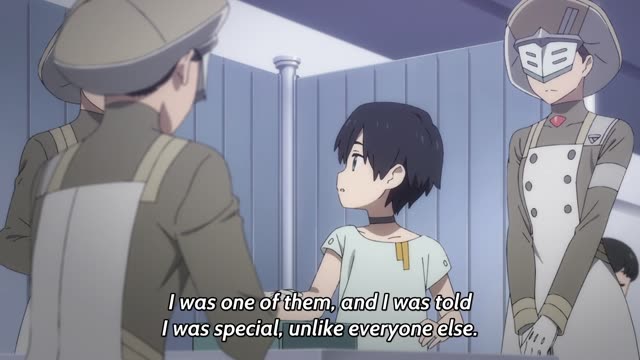 I was one of them, and I was told
I was special, unlike everyone else.